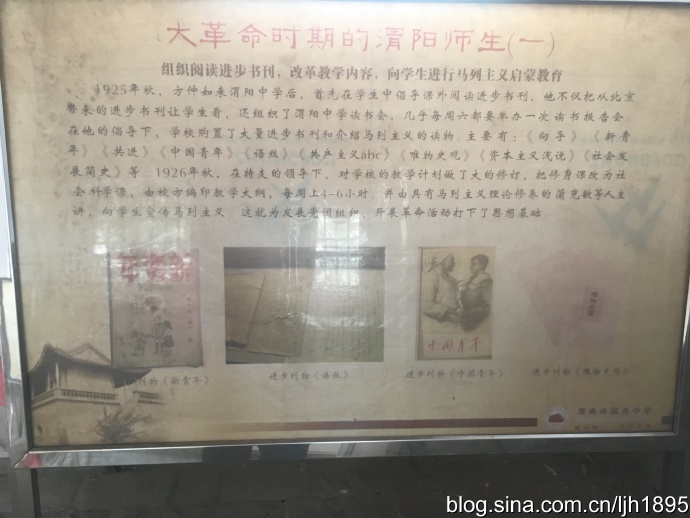 大革命时期的渭阳师生(一)
组织阅读进步书刊，改革教学内容，向学生进行马列主义启蒙教育
1925年秋，方仲如来渭阳中学后，首先在学生中倡导课外阅读进步书刊，他不仅把从北京
带来的进步书刊让学生看，还组织了渭阳中学读书会，几乎每周六都要举办一次读书报告会。
在他的倡导下，学校购置了大量进步书刊和介绍马列主义的读物。主要有：《向导》《新青
年》《共进》《中国青年》《语丝》《共产主义abc》《唯物史观》《资本主义浅说》《社会发
展简史》等。1926年秋，在特支的领导下，对学校的教学计划做了大的修订，把修身课改为社
会科学课，由校方编印教学大纲，每周上4-6小时，并由具有马列主义理论修养的蒲克敏等人主
讲，向学生宣传马列主义，这就为发展党团组织、开展革命活动打下了思想基础。
中国青年
刊物《新青年》
进步刊物《语丝》
进步刊物《中国青年》
进步刊物《唯物史观》
blog.sina.com.cn/ljh1895